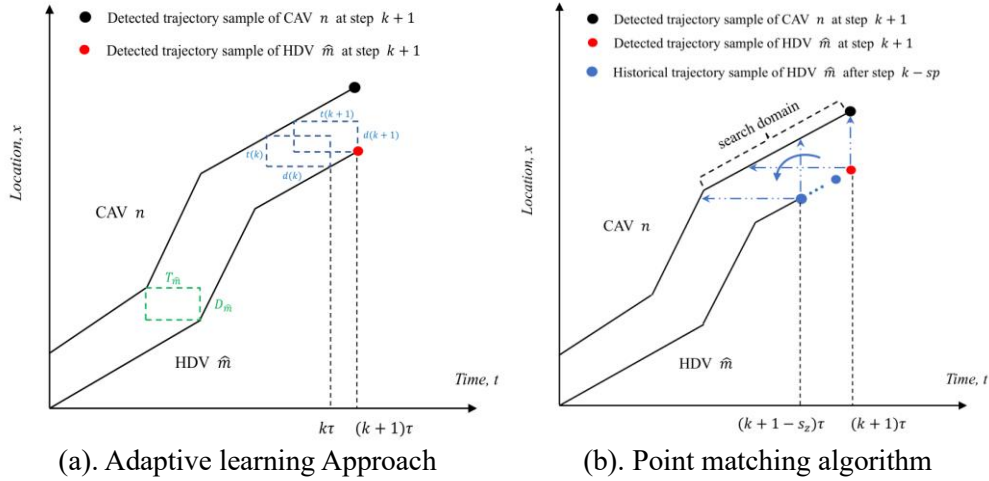 Detected trajectory sample of CAV n at step k + 1
Detected trajectory sample of HDV m̂ at step k + 1
Location, x
t(k+1)
d(k+1)
t(k)
d(k)
CAV n
T_m̂
D_m̂
HDV m̂
Time, t
kτ
(k + 1)τ
(a). Adaptive learning Approach
Detected trajectory sample of CAV n at step k + 1
Detected trajectory sample of HDV m̂ at step k + 1
Historical trajectory sample of HDV m̂ after step k − sp
Location, x
search domain
CAV n
HDV m̂
Time, t
(k + 1 − s_z)τ
(k + 1)τ
(b). Point matching algorithm